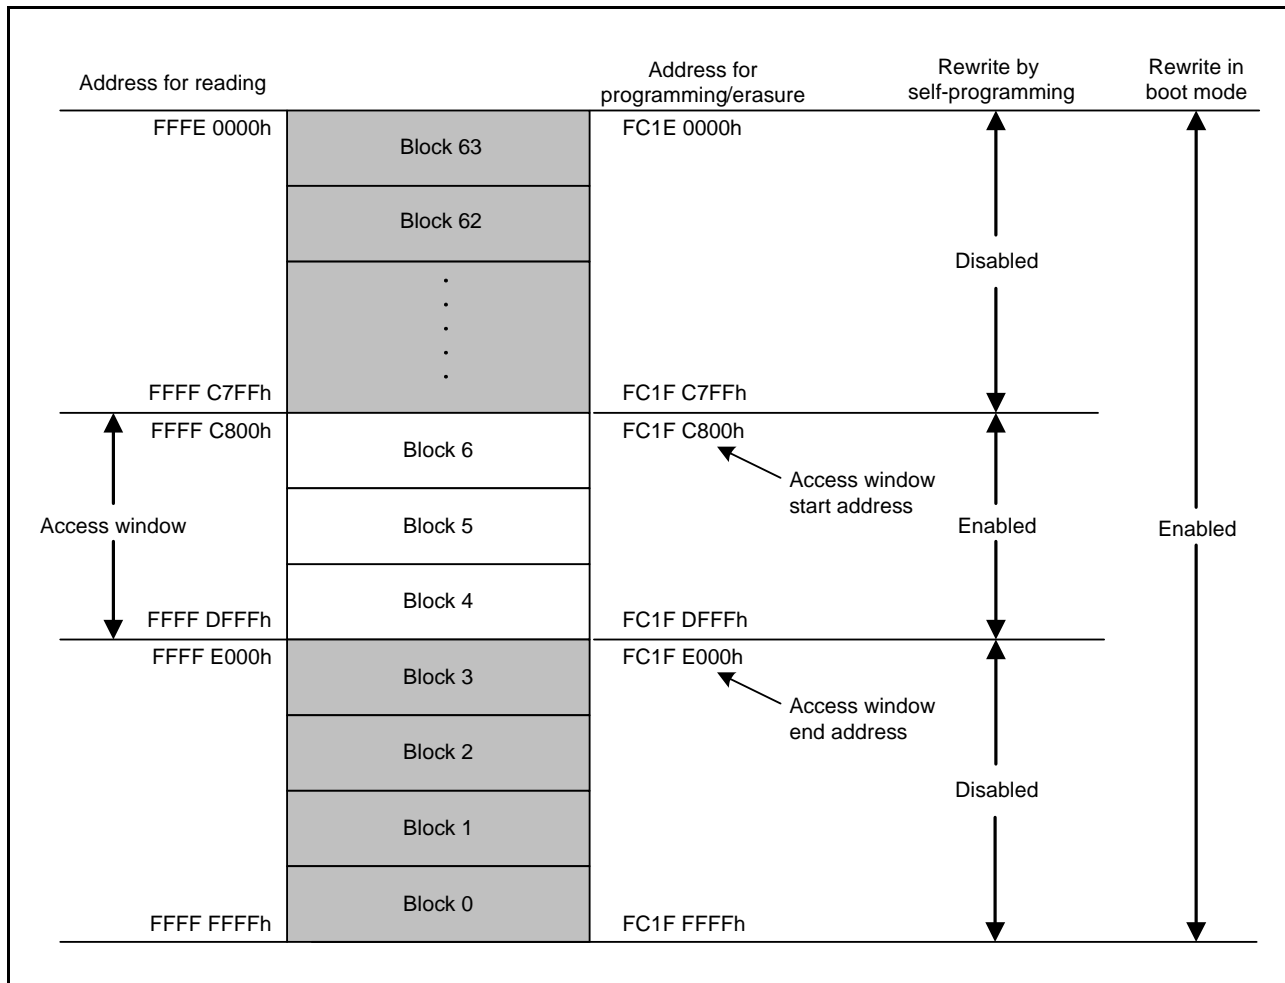 Address for reading
Address for
programming/erasure
Rewrite by
self-programming
Rewrite in
boot mode
FFFE 0000h
Block 63
FC1E 0000h
Block 62
Disabled
FFFF C7FFh
FC1F C7FFh
FFFF C800h
Block 6
FC1F C800h
Access window
start address
Access window
Block 5
Enabled
Enabled
Block 4
FFFF DFFFh
FC1F DFFFh
FFFF E000h
Block 3
FC1F E000h
Access window
end address
Block 2
Disabled
Block 1
Block 0
FFFF FFFFh
FC1F FFFFh